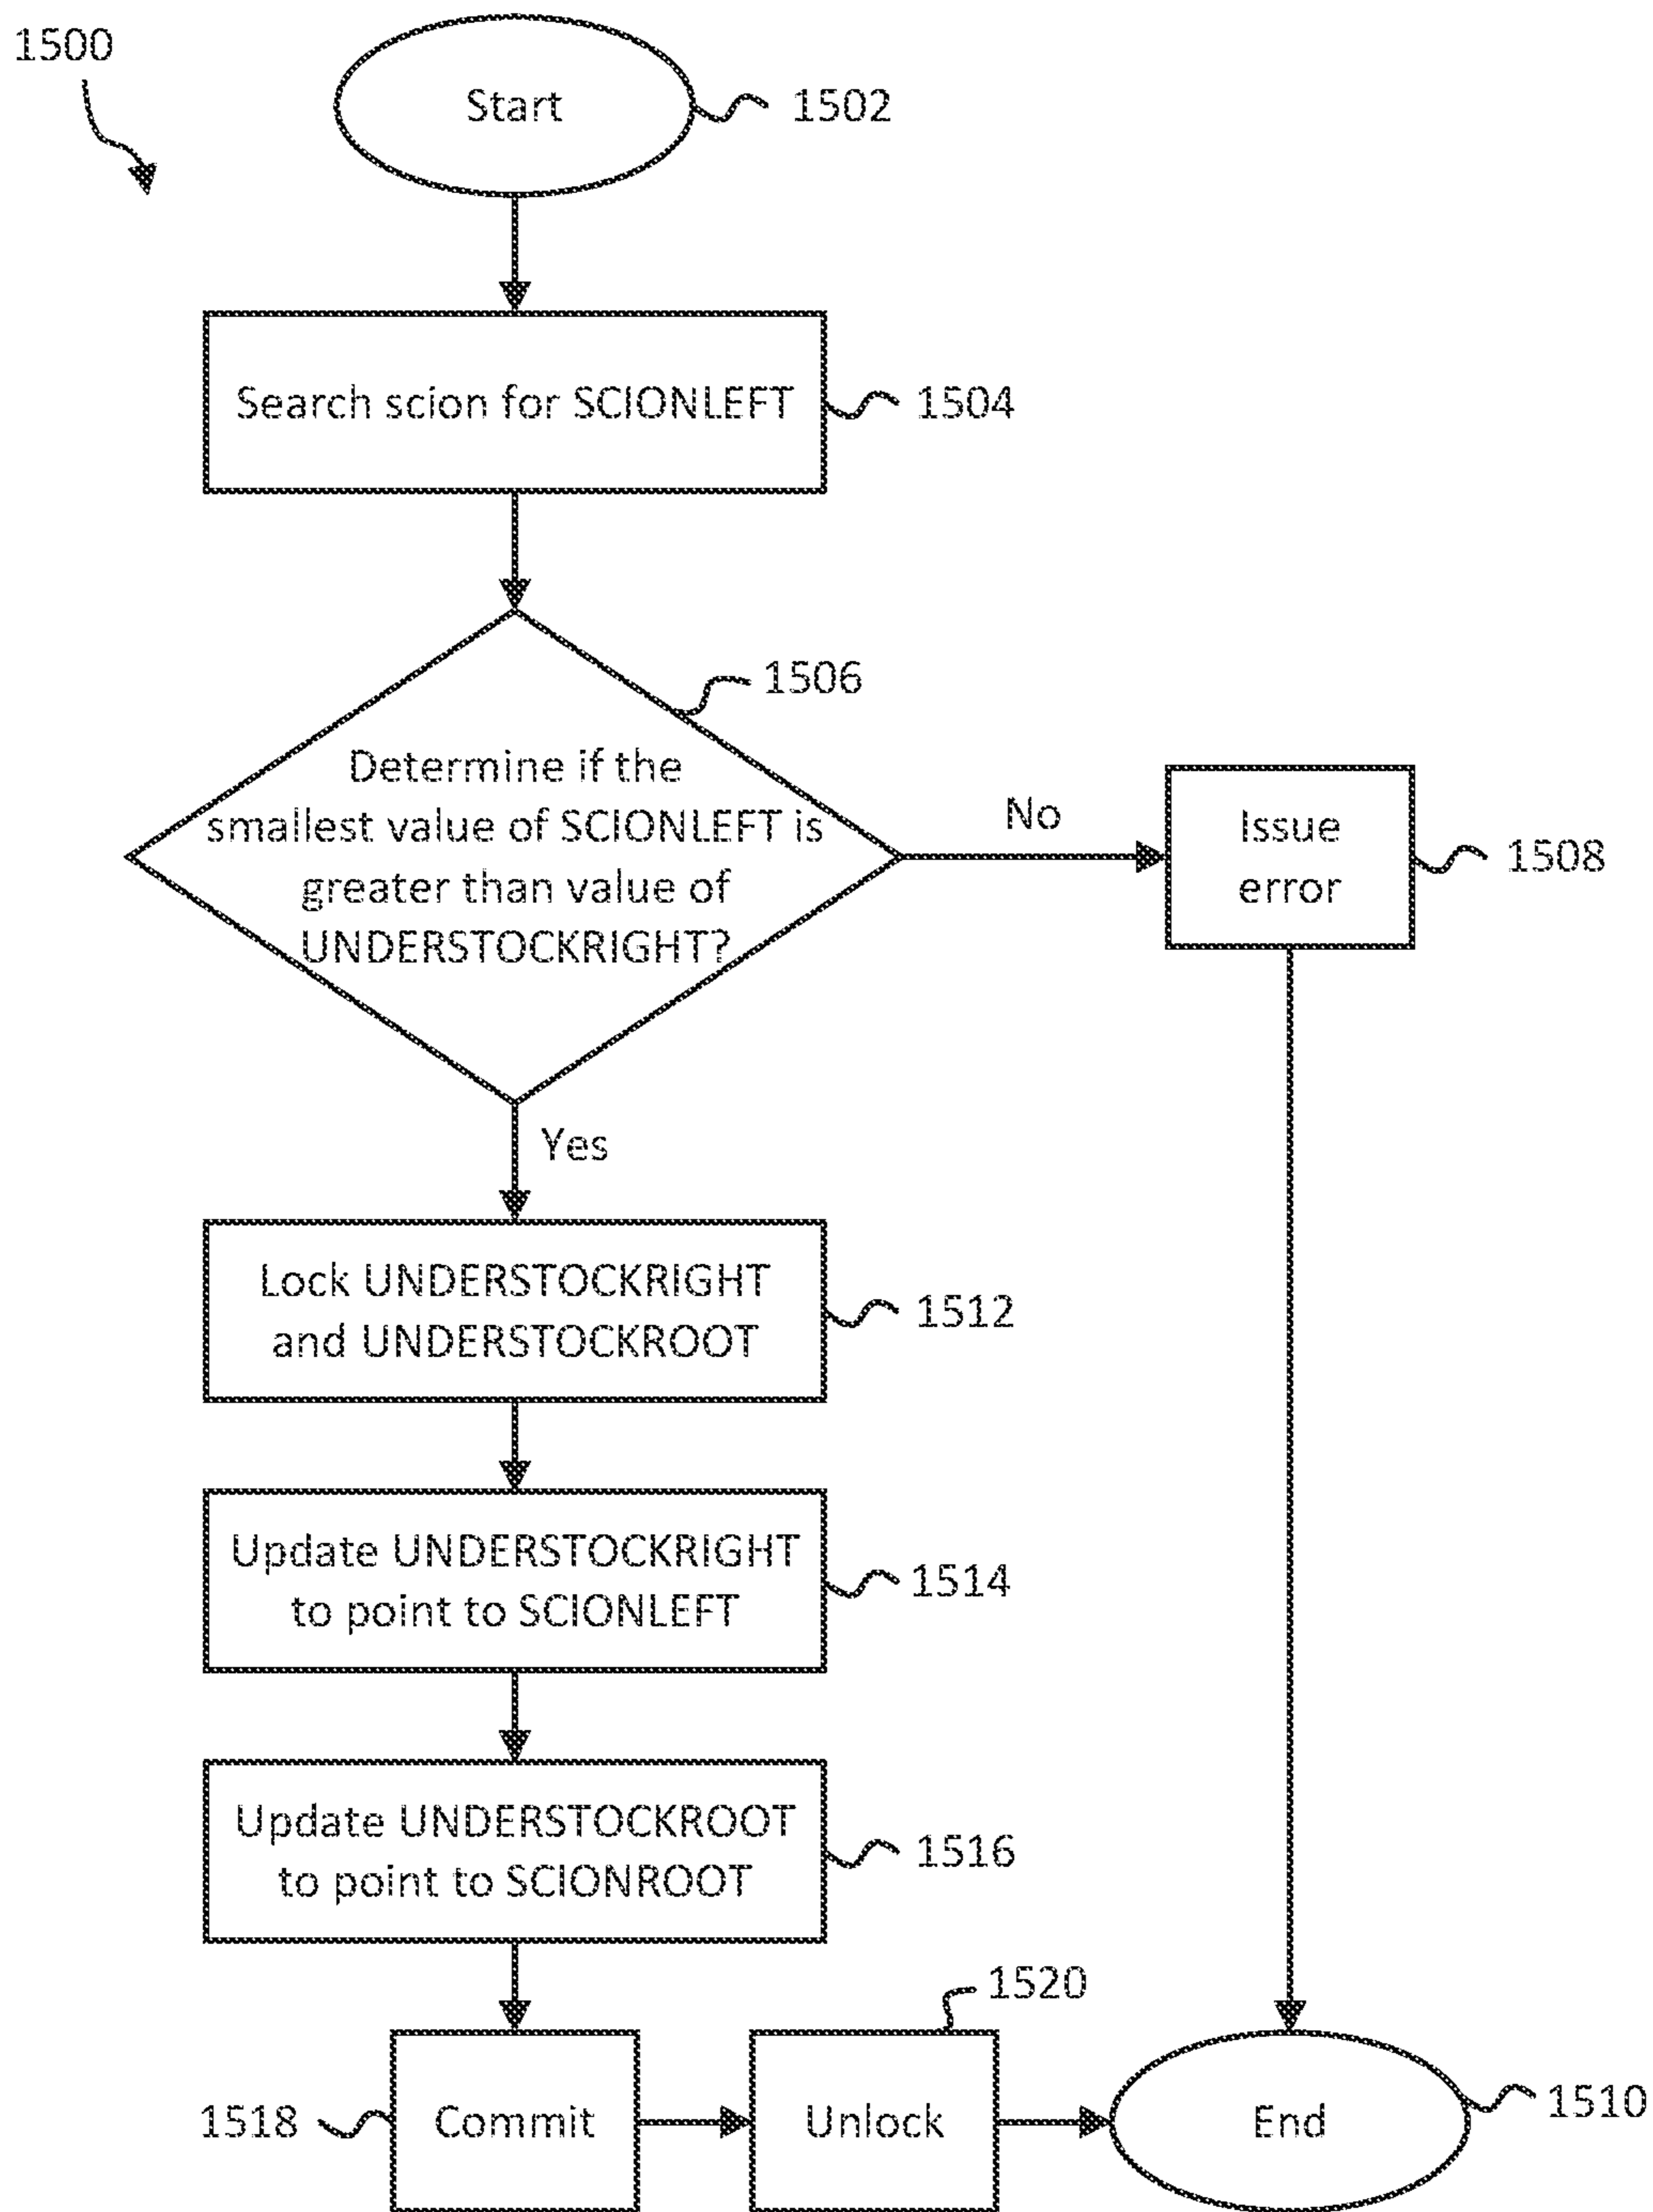 1500
Start
1502
Search scion for SCIONLEFT
1504
1506
Determine if the
smallest value of SCIONLEFT is
greater than value of
UNDERSTOCKRIGHT?
No
Issue
error
1508
Yes
Lock UNDERSTOCKRIGHT
and UNDERSTOCKROOT
1512
Update UNDERSTOCKRIGHT
to point to SCIONLEFT
1514
Update UNDERSTOCKROOT
to point to SCIONROOT
1516
1518
Commit
1520
Unlock
End
1510